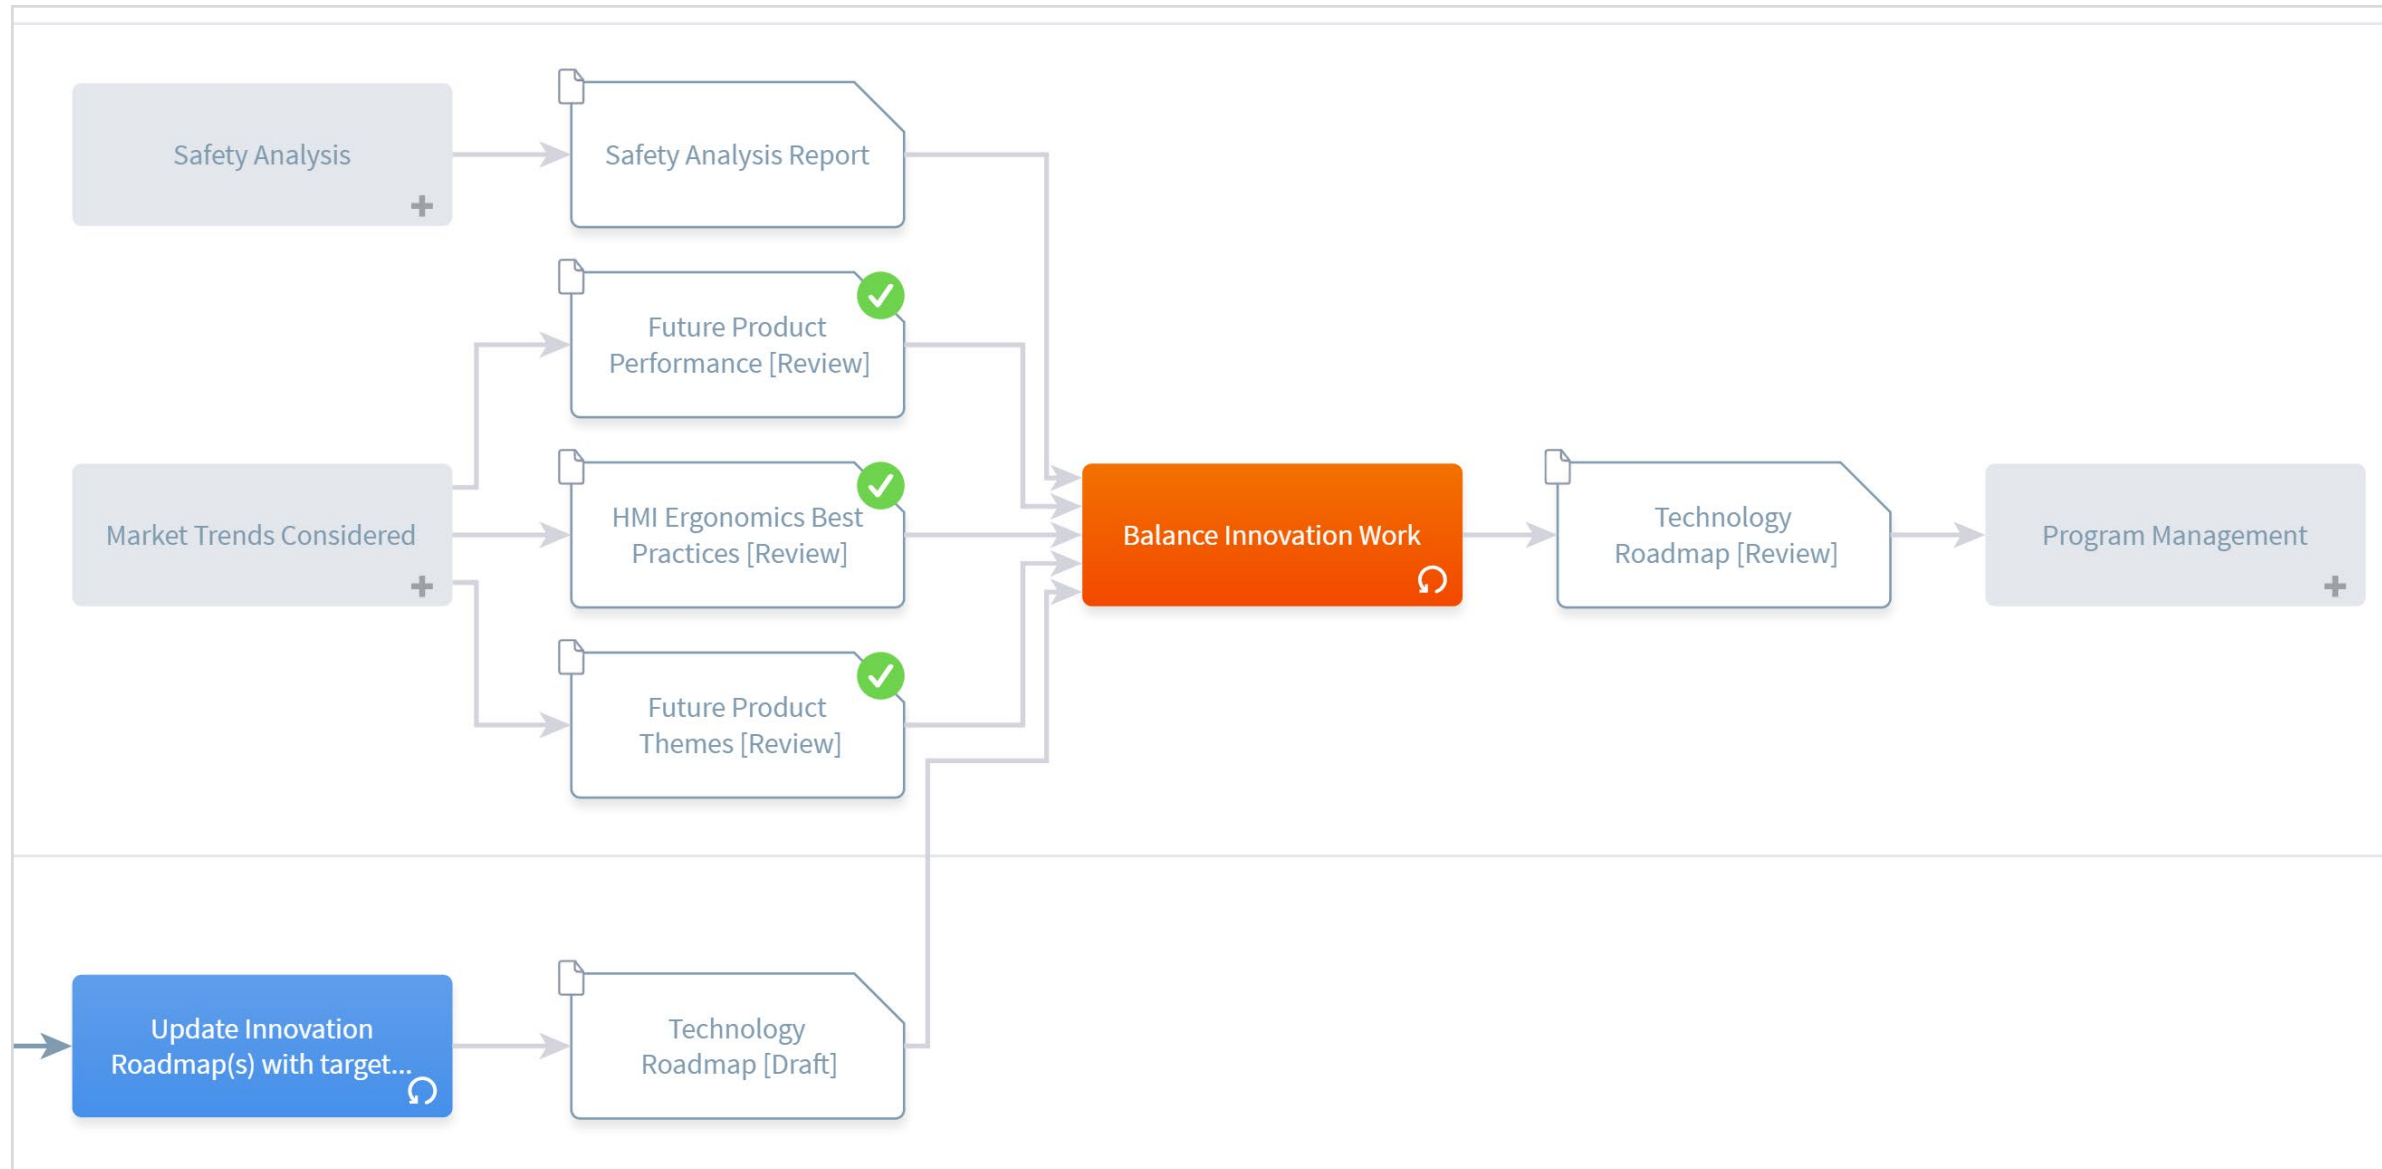 Safety Analysis
Safety Analysis Report
Future Product
Performance [Review]
Market Trends Considered
HMI Ergonomics Best
Practices [Review]
Balance Innovation Work
Technology
Roadmap [Review]
Program Management
Future Product
Themes [Review]
Update Innovation
Roadmap(s) with target...
Technology
Roadmap [Draft]